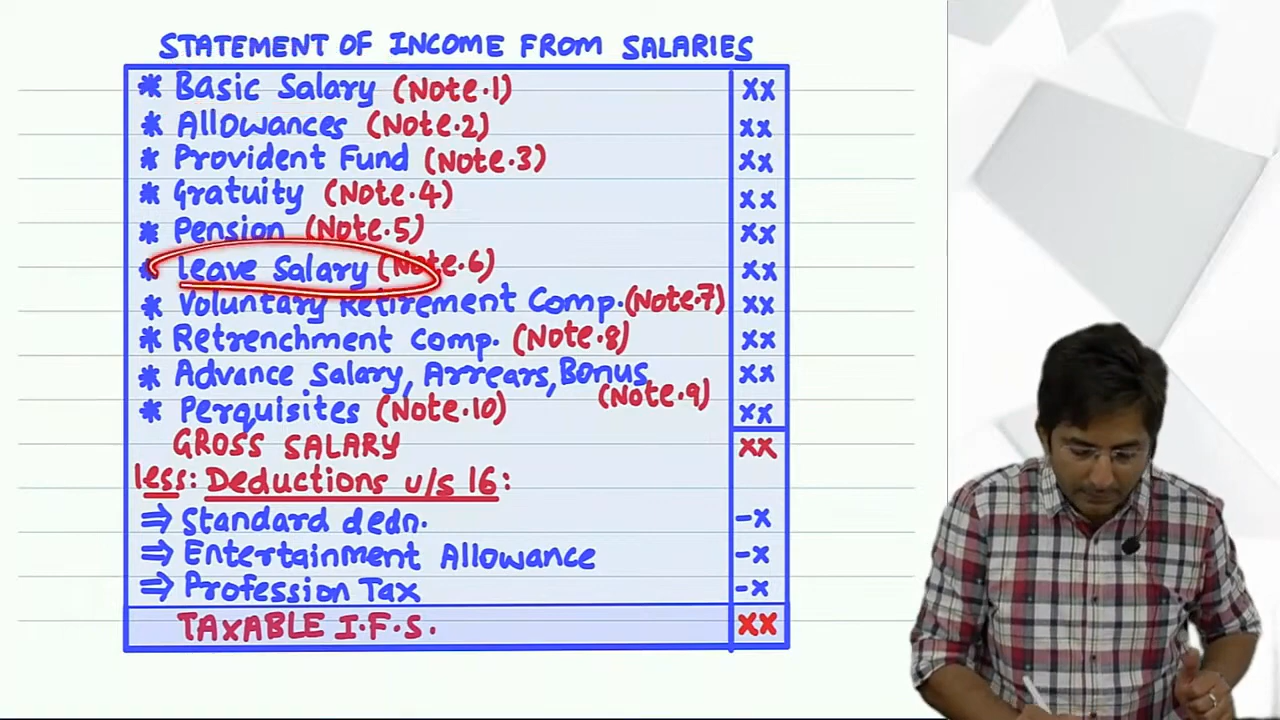 STATEMENT OF INCOME FROM SALARIES
* Basic Salary (Note.1) xx
* Allowances (Note.2) xx
* Provident Fund (Note.3) xx
* Gratuity (Note.4) xx
* Pension (Note.5) xx
* Leave Salary (Note.6) xx
* Voluntary Retirement Comp. (Note.7) xx
* Retrenchment comp. (Note.8) xx
* Advance Salary, Arrears, Bonus xx
(Note.9)
* Perquisites (Note.10) xx
GROSS SALARY xx
less: Deductions u/s 16:
⇒ Standard dedn. -x
⇒ Entertainment Allowance -x
⇒ Profession Tax -x
TAXABLE I.F.S. xx